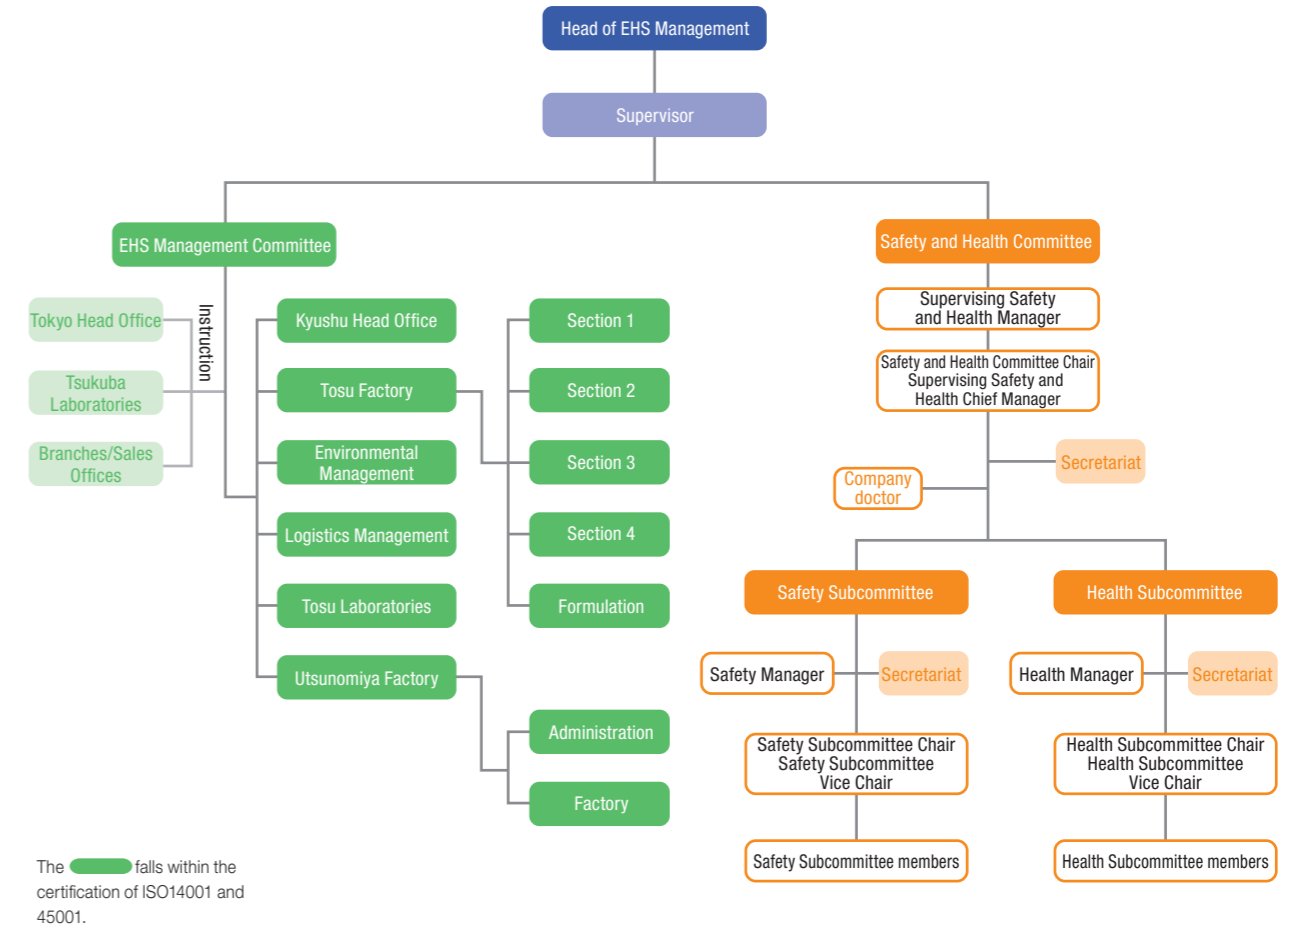 Head of EHS Management
Supervisor
EHS Management Committee
Instruction
Tokyo Head Office
Tsukuba
Laboratories
Branches/Sales
Offices
Kyushu Head Office
Tosu Factory
Environmental
Management
Logistics Management
Tosu Laboratories
Utsunomiya Factory
Section 1
Section 2
Section 3
Section 4
Formulation
Administration
Factory
Safety and Health Committee
Supervising Safety
and Health Manager
Safety and Health Committee Chair
Supervising Safety and
Health Chief Manager
Secretariat
Company
doctor
Safety Subcommittee
Safety Manager
Secretariat
Safety Subcommittee Chair
Safety Subcommittee
Vice Chair
Safety Subcommittee members
Health Subcommittee
Health Manager
Secretariat
Health Subcommittee Chair
Health Subcommittee
Vice Chair
Health Subcommittee members
The falls within the
certification of ISO14001 and
45001.